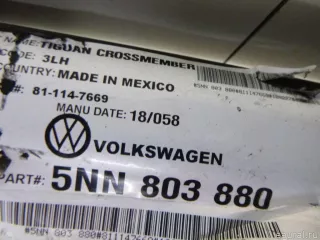 TIGUAN CROSSMEMBER
CODE: 3LH
COUNTRY: MADE IN MEXICO
#: 81-114-7669
MANU DATE: 18/058
VOLKSWAGEN
PART#: 5NN 803 880